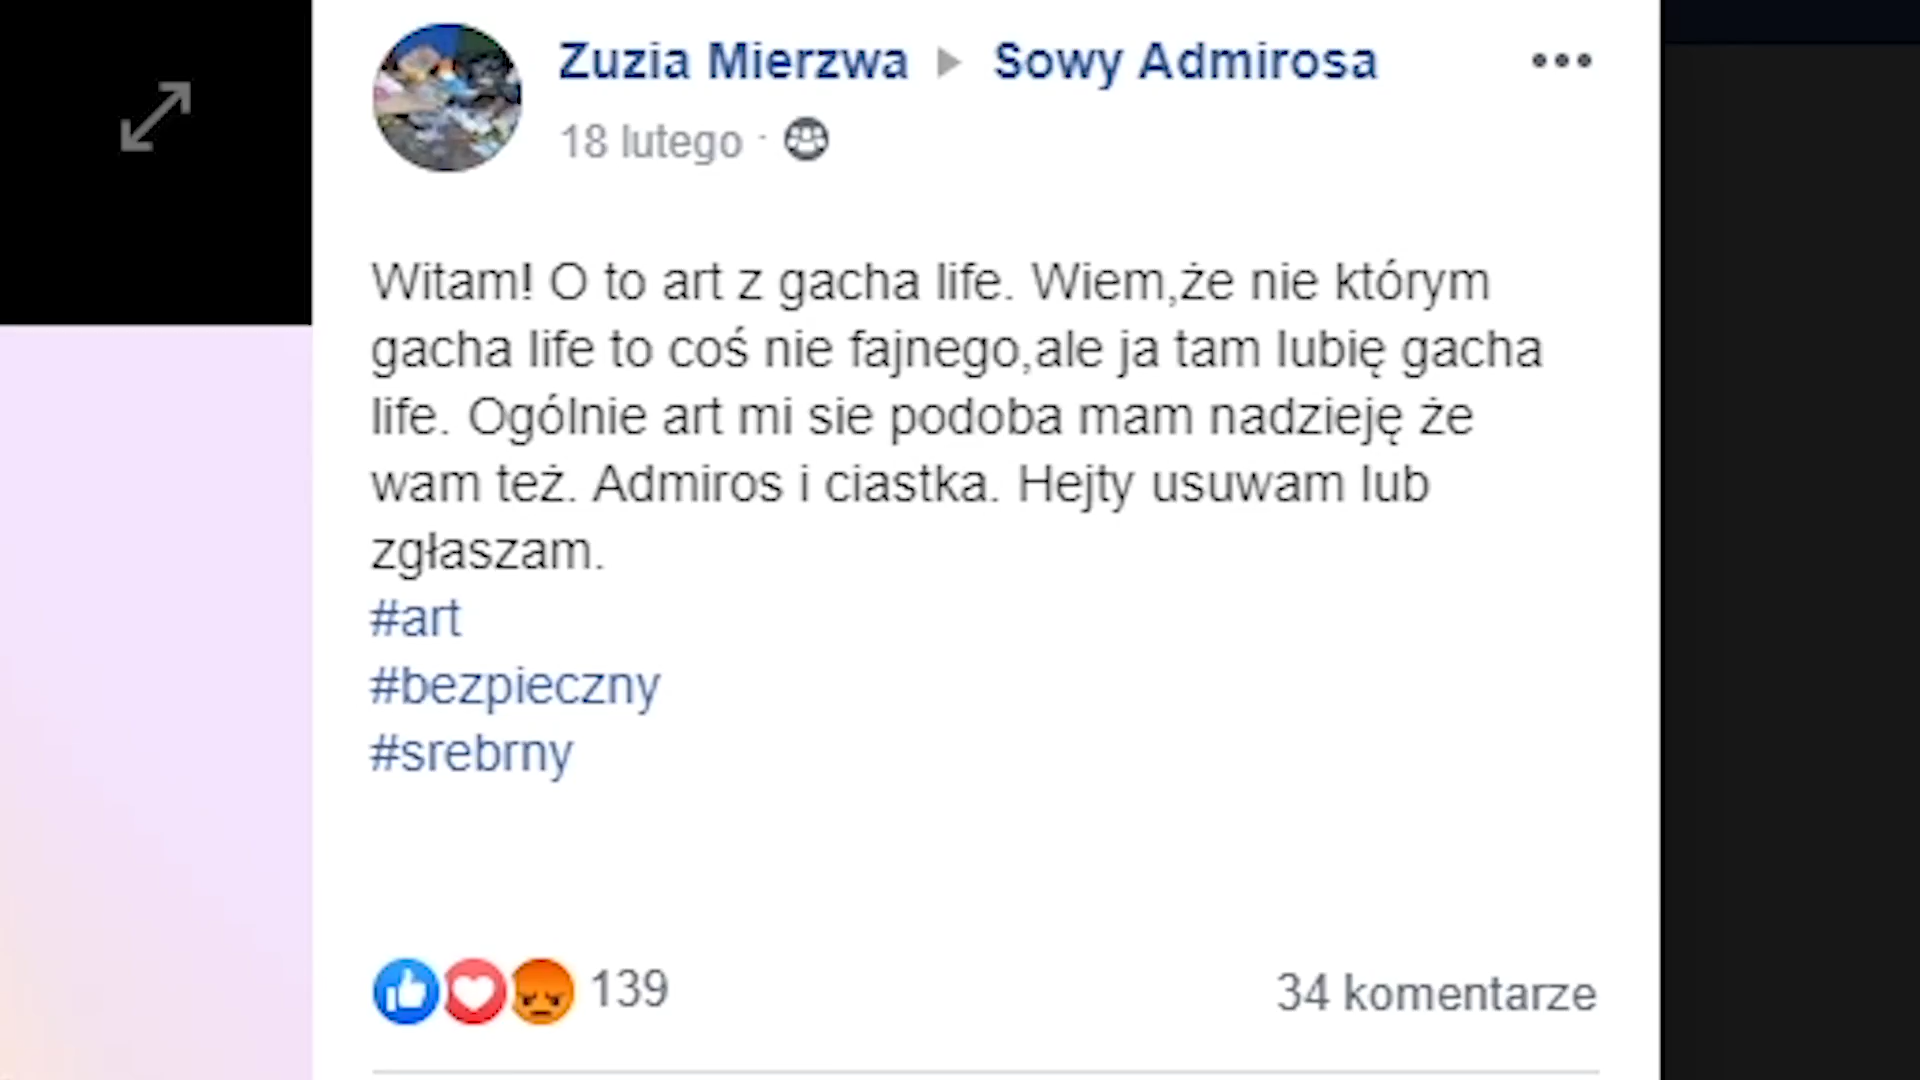 Zuzia Mierzwa ▸ Sowy Admirosa
18 lutego ·
Witam! O to art z gacha life. Wiem,że nie którym
gacha life to coś nie fajnego,ale ja tam lubię gacha
life. Ogólnie art mi sie podoba mam nadzieję że
wam też. Admiros i ciastka. Hejty usuwam lub
zgłaszam.
#art
#bezpieczny
#srebrny
139
34 komentarze